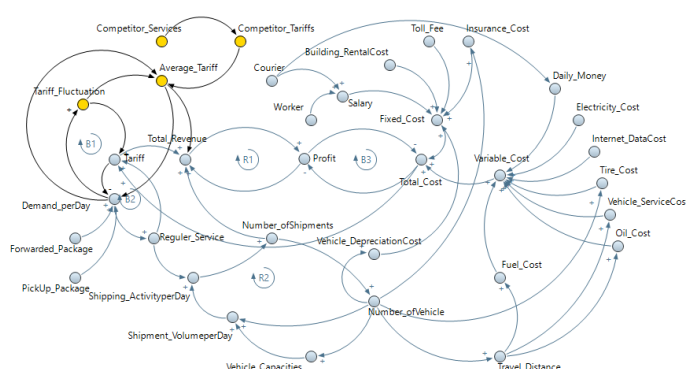 Competitor_Services
Competitor_Tariffs
Toll_Fee
Insurance_Cost
Building_RentalCost
Average_Tariff
Courier
Daily_Money
Tariff_Fluctuation
Salary
Worker
Electricity_Cost
Fixed_Cost
B1
Total_Revenue
Internet_DataCost
Tariff
R1
Profit
B3
Variable_Cost
Total_Cost
Tire_Cost
B2
Demand_perDay
Vehicle_ServiceCos
Number_ofShipments
Reguler_Service
Vehicle_DepreciationCost
Oil_Cost
Forwarded_Package
Fuel_Cost
R2
PickUp_Package
Shipping_ActivityperDay
Number_ofVehicle
Shipment_VolumeperDay
Vehicle_Capacities
Travel_Distance